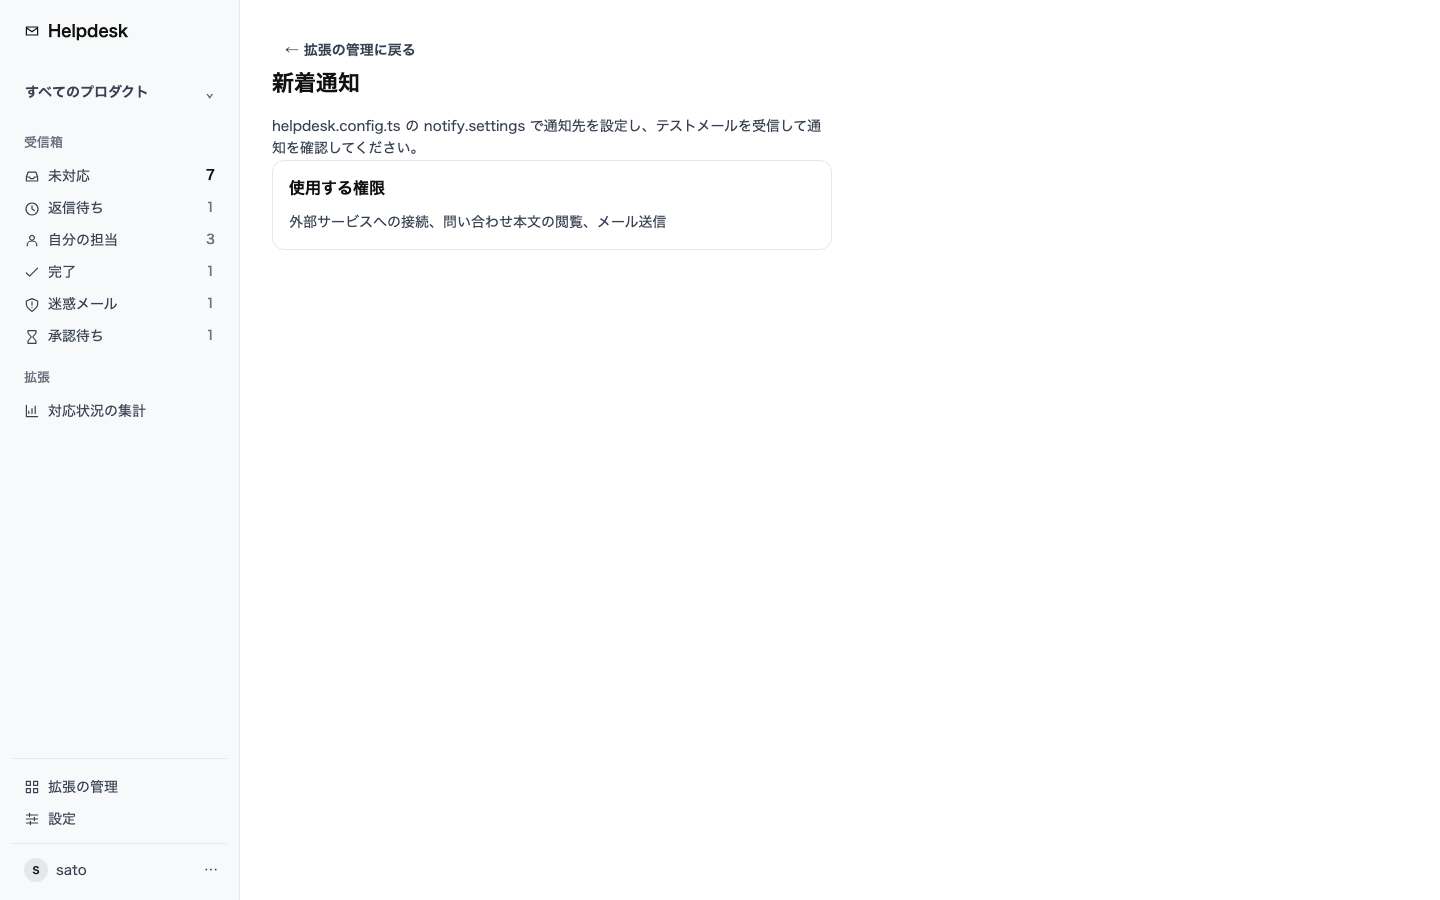 Helpdesk
すべてのプロダクト
受信箱
未対応 7
返信待ち 1
自分の担当 3
完了 1
迷惑メール 1
承認待ち 1
拡張
対応状況の集計
拡張の管理
設定
S sato ...
← 拡張の管理に戻る
新着通知
helpdesk.config.ts の notify.settings で通知先を設定し、テストメールを受信して通
知を確認してください。
使用する権限
外部サービスへの接続、問い合わせ本文の閲覧、メール送信